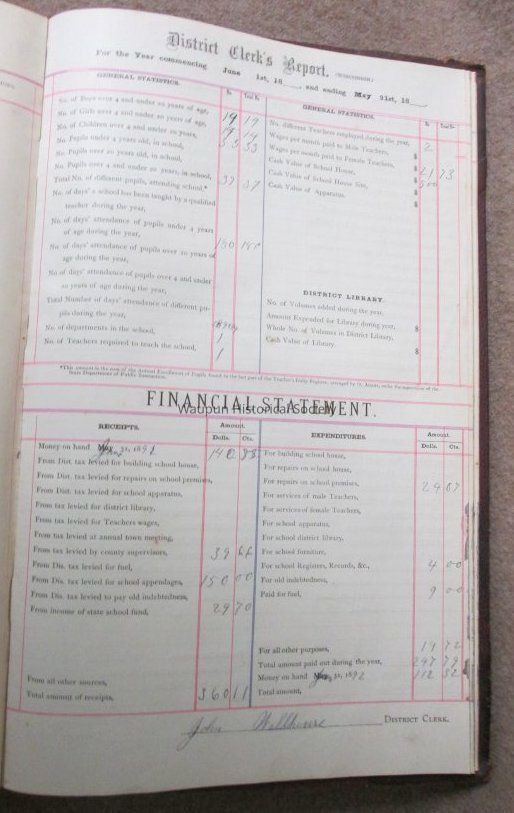 District Clerk's Report.
For the Year commencing June 1st, 18 and ending May 31st, 18
GENERAL STATISTICS.
No. of Boys over 4 and under 20 years of age, 19 19
No. of Girls over 4 and under 20 years of age, 14 14
No. of Children over 4 and under 20 years, 33 33
No. Pupils under 4 years old, in school,
No. Pupils over 20 years old, in school,
No. Pupils over 4 and under 20 years, in school,
Total No. of different pupils, attending school,* 37 37
No. of days a school has been taught by a qualified
teacher during the year,
No. of days' attendance of pupils under 4 years
of age during the year,
No. of days' attendance of pupils over 20 years of
age during the year,
No. of days' attendance of pupils over 4 and under
20 years of age during the year,
Total Number of days' attendance of different pupils
during the year,
No. of departments in the school, 1
No. of Teachers required to teach the school, 1
GENERAL STATISTICS.
No. different Teachers employed during the year, 2
Wages per month paid to Male Teachers, $
Wages per month paid to Female Teachers, $
Cash Value of School House,
Cash Value of School House Site, $
Cash Value of Apparatus, $
DISTRICT LIBRARY.
No. of Volumes added during the year,
Amount Expended for Library during year, $
Whole No. of Volumes in District Library,
Cash Value of Library $
FINANCIAL STATEMENT.
Waupun Historical Society
RECEIPTS. Amount.
Dolls. Cts.
Money on hand June 31, 1891 140 83
From Dist. tax levied for building school house,
From Dist. tax levied for repairs on school premises,
From Dist. tax levied for school apparatus,
From tax levied for district library,
From tax levied for Teachers wages,
From tax levied at annual town meeting,
From tax levied by county supervisors, 39 66
From Dis. tax levied for fuel,
From Dis. tax levied for school appendages, 150 00
From Dis. tax levied to pay old indebtedness,
From income of state school fund, 29 70
From all other sources,
Total amount of receipts, 360 11
EXPENDITURES. Amount
Dolls. Cts.
For building school house,
For repairs on school house,
For repairs on school premises, 29 87
For services of male Teachers,
For services of female Teachers,
For school apparatus,
For school district library,
For school furniture,
For school Registers, Records, &c., 4 00
For old indebtedness,
Paid for fuel, 9 00
For all other purposes, 19 72
Total amount paid out during the year, 247 79
Money on hand June 31, 1892 112 32
Total amount,
John DISTRICT CLERK.